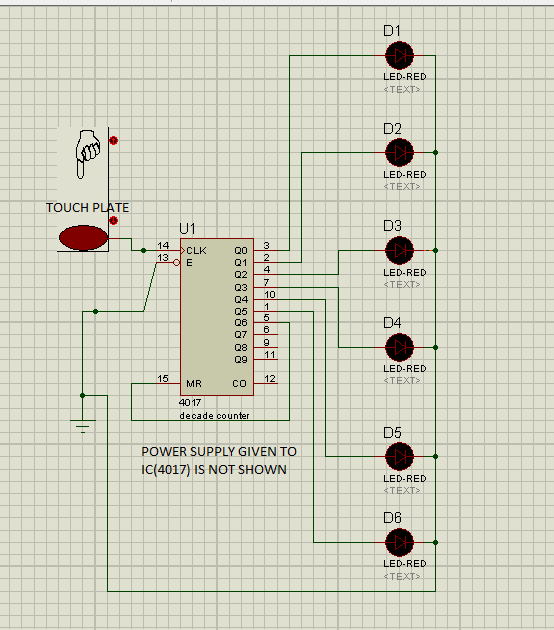 D1
LED-RED
<TEXT>
D2
LED-RED
<TEXT>
TOUCH PLATE
U1
D3
LED-RED
<TEXT>
14 CLK Q0 3
13 E Q1 2
Q2 4
Q3 7
Q4 10
Q5 1
Q6 5
Q7 6
Q8 9
Q9 11
15 MR CO 12
4017
decade counter
D4
LED-RED
<TEXT>
POWER SUPPLY GIVEN TO
IC(4017) IS NOT SHOWN
D5
LED-RED
<TEXT>
D6
LED-RED
<TEXT>